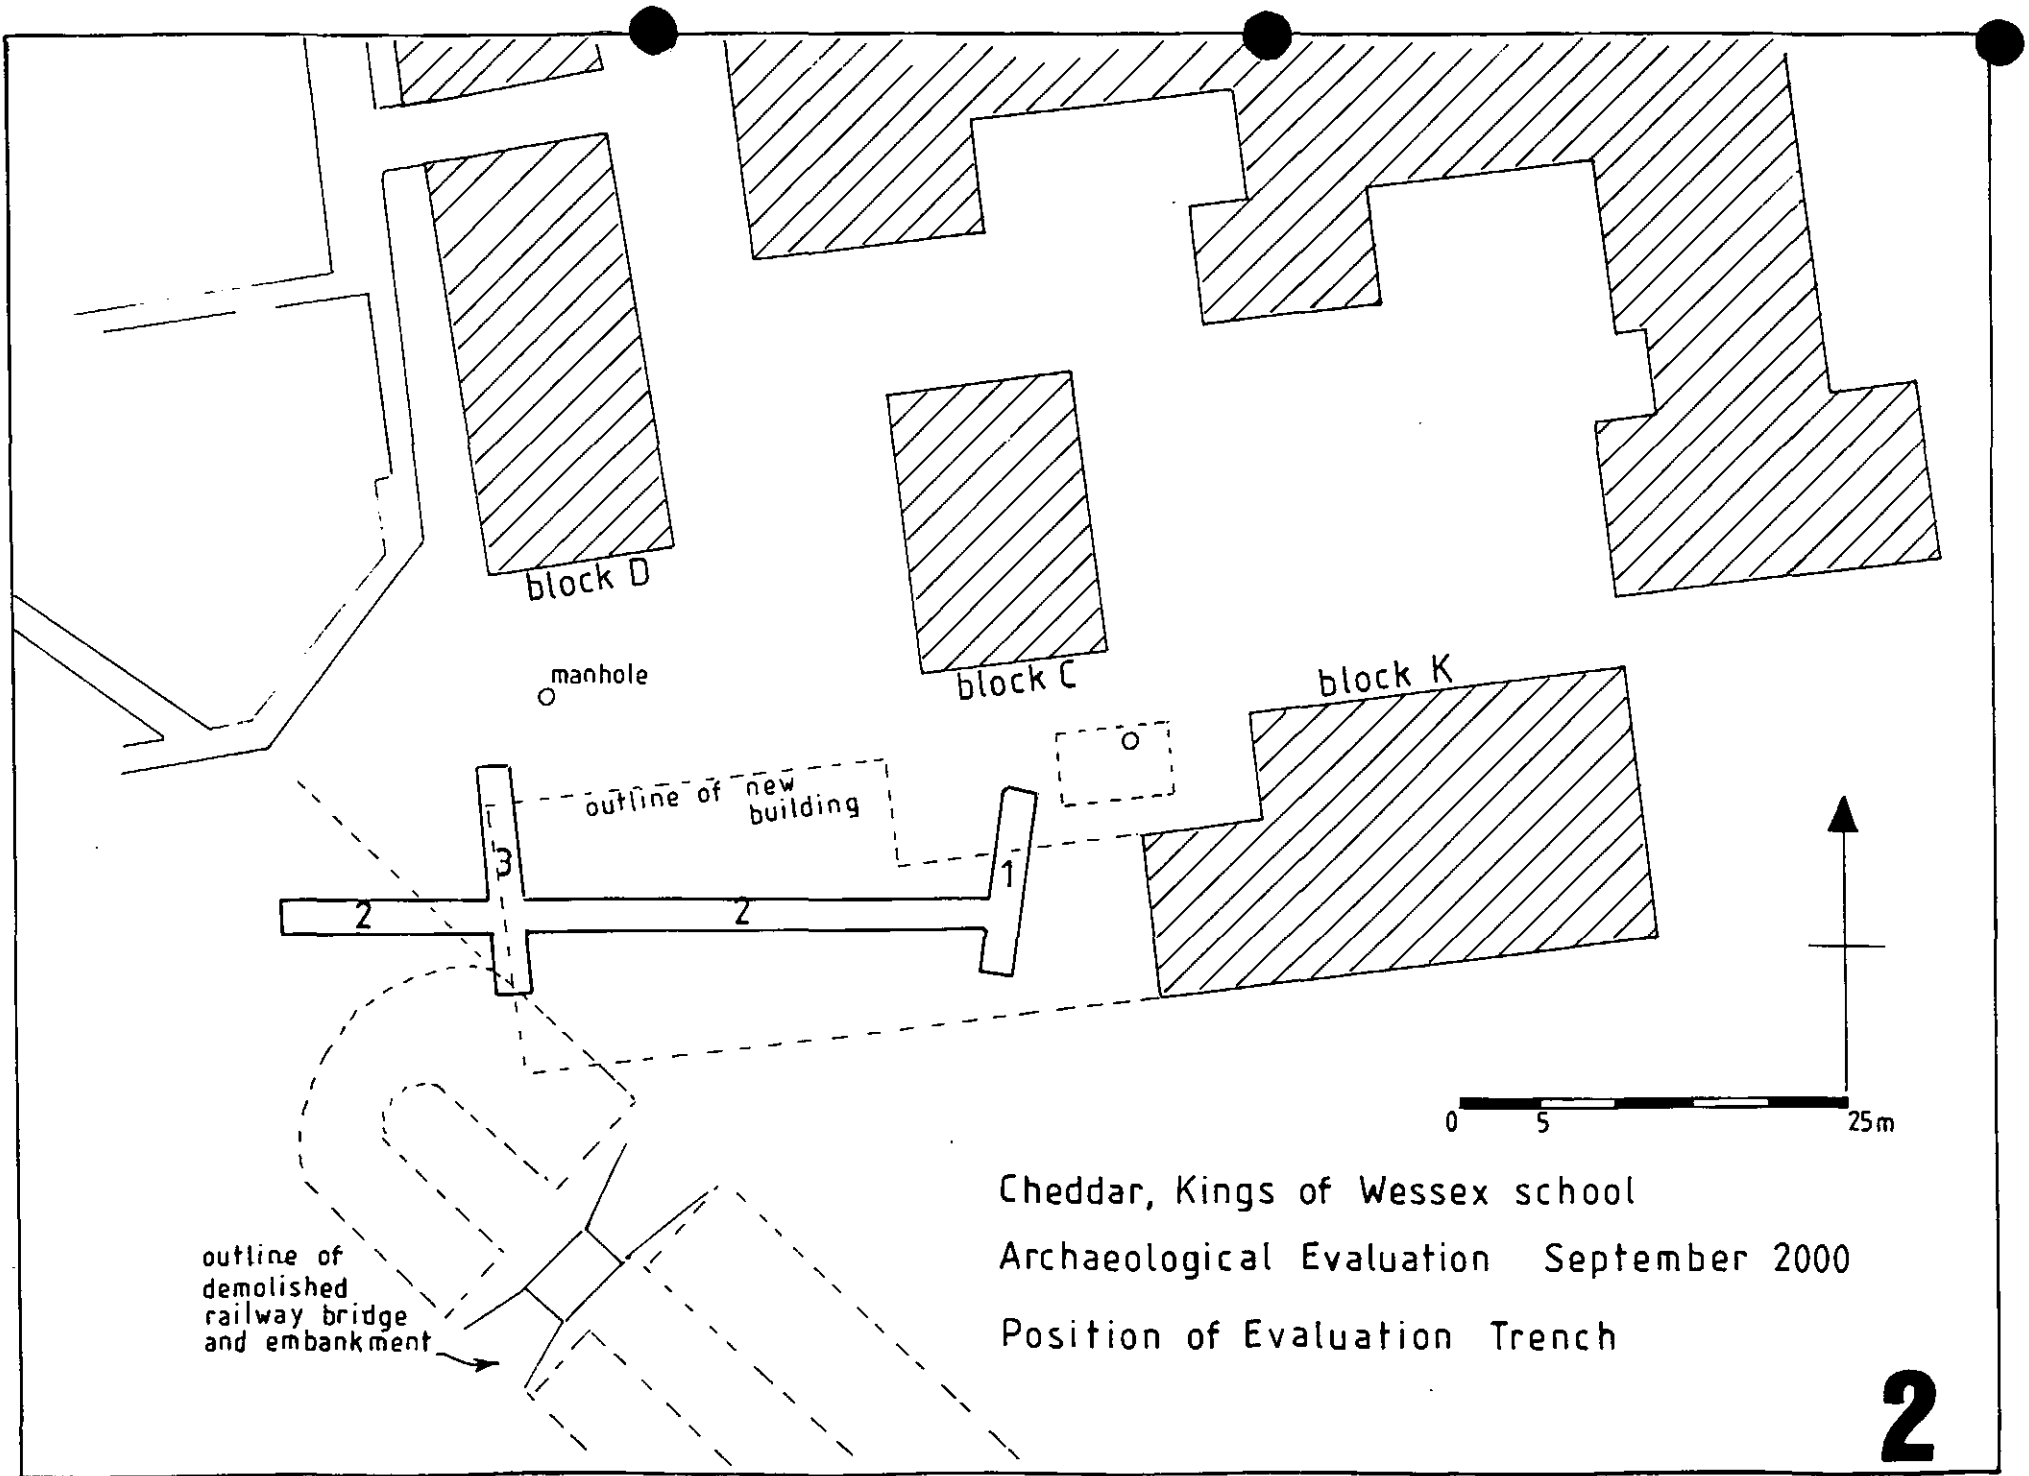 block D
manhole
block C
block K
outline of new
building
3
1
2
2
0 5 25m
outline of
demolished
railway bridge
and embankment
Cheddar, Kings of Wessex school
Archaeological Evaluation September 2000
Position of Evaluation Trench
2